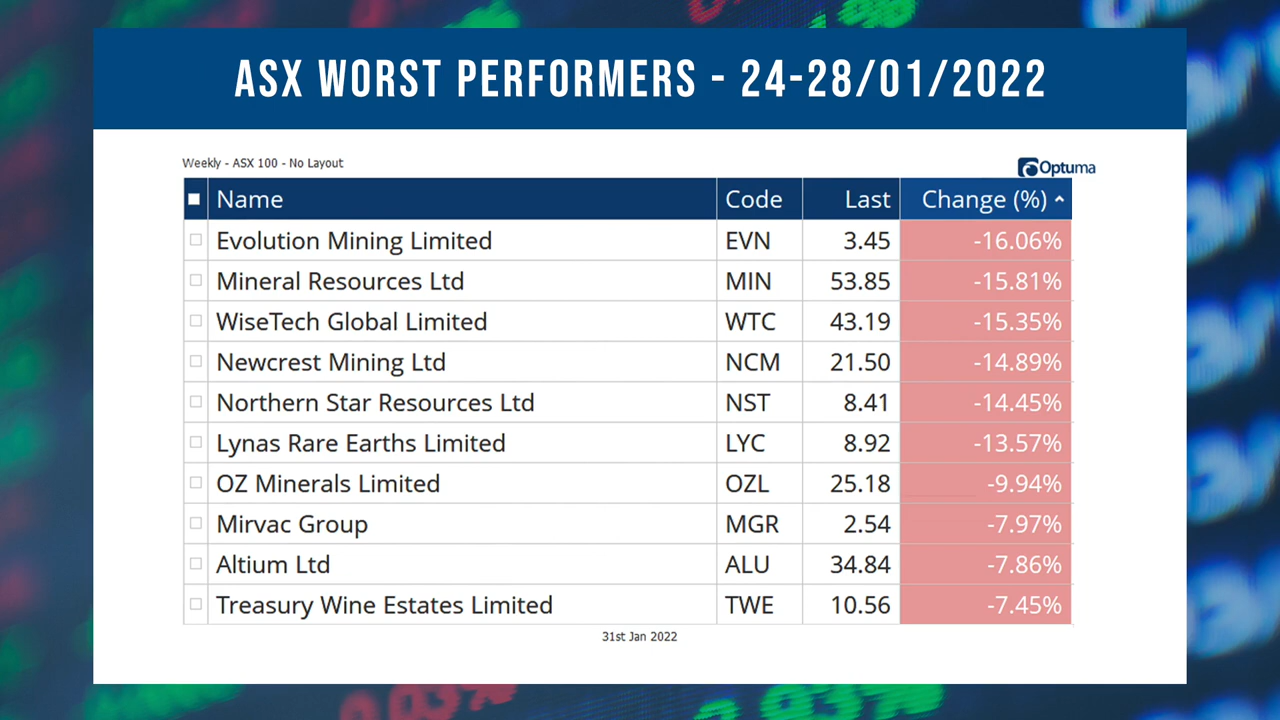 ASX WORST PERFORMERS - 24-28/01/2022
Weekly - ASX 100 - No Layout
Optuma
Name Code Last Change (%)
Evolution Mining Limited EVN 3.45 -16.06%
Mineral Resources Ltd MIN 53.85 -15.81%
WiseTech Global Limited WTC 43.19 -15.35%
Newcrest Mining Ltd NCM 21.50 -14.89%
Northern Star Resources Ltd NST 8.41 -14.45%
Lynas Rare Earths Limited LYC 8.92 -13.57%
OZ Minerals Limited OZL 25.18 -9.94%
Mirvac Group MGR 2.54 -7.97%
Altium Ltd ALU 34.84 -7.86%
Treasury Wine Estates Limited TWE 10.56 -7.45%
31st Jan 2022